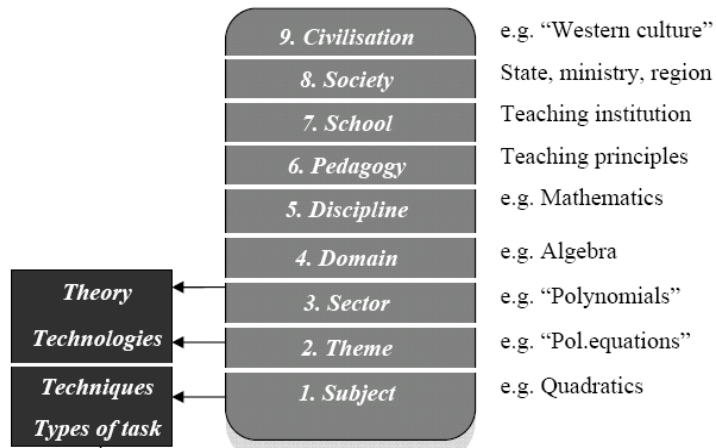 9. Civilisation e.g. “Western culture”
8. Society State, ministry, region
7. School Teaching institution
6. Pedagogy Teaching principles
5. Discipline e.g. Mathematics
4. Domain e.g. Algebra
Theory
3. Sector e.g. “Polynomials”
Technologies
2. Theme e.g. “Pol.equations”
Techniques
1. Subject e.g. Quadratics
Types of task